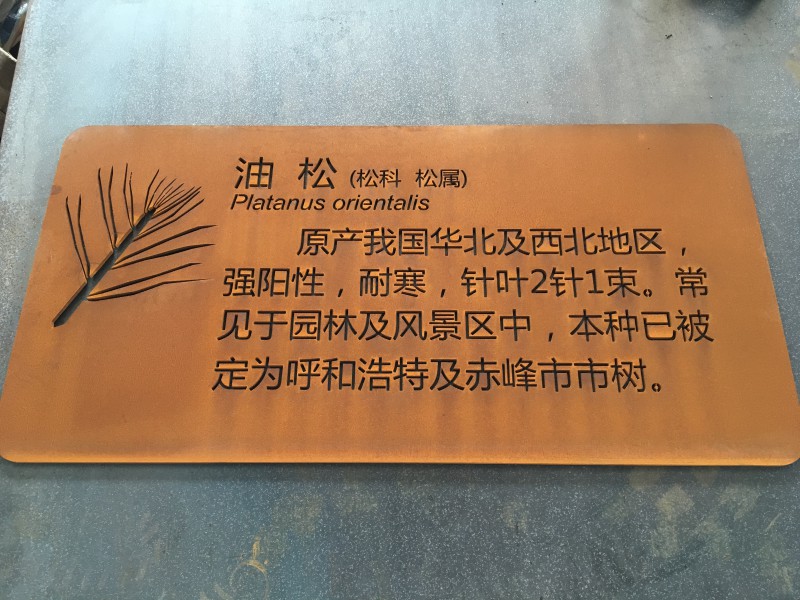 油 松 (松科 松属)
Platanus orientalis
原产我国华北及西北地区，
强阳性，耐寒，针叶2针1束。常
见于园林及风景区中，本种已被
定为呼和浩特及赤峰市市树。